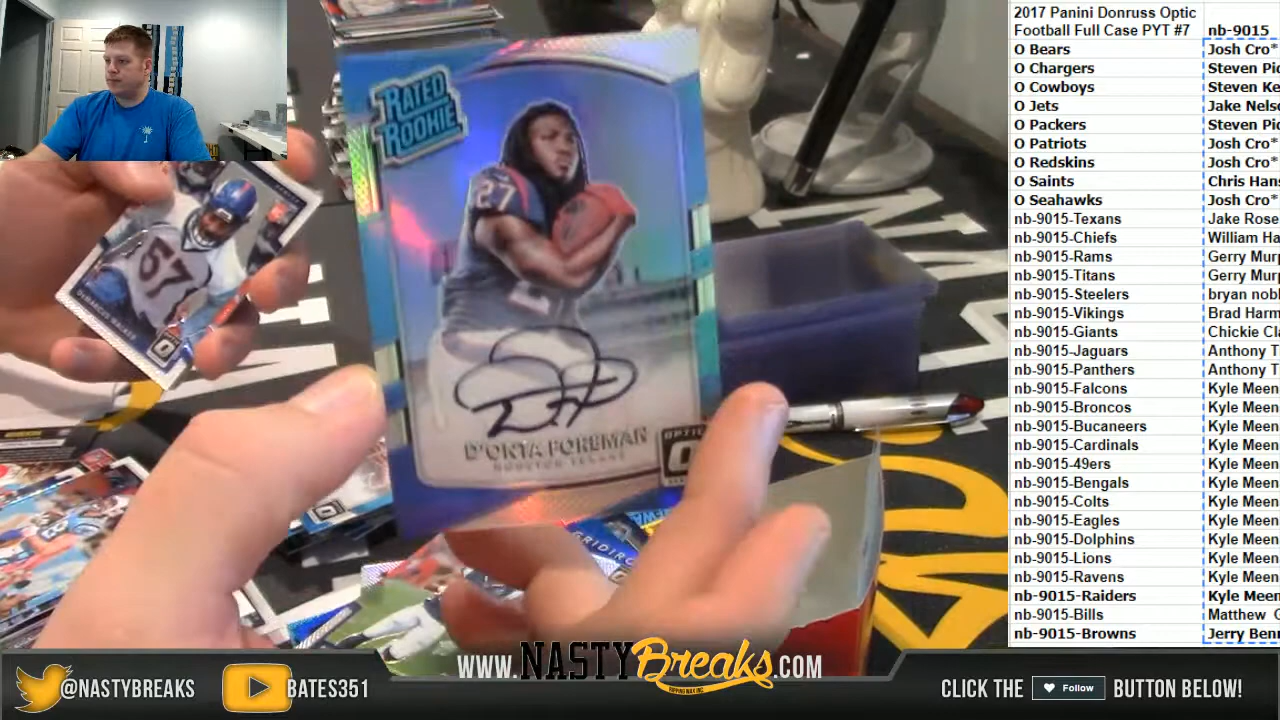 2017 Panini Donruss Optic
Football Full Case PYT #7 nb-9015
O Bears Josh Cro*
O Chargers Steven Pic
O Cowboys Steven Ke
O Jets Jake Nelso
O Packers Steven Pic
O Patriots Josh Cro*
O Redskins Josh Cro*
O Saints Chris Hans
O Seahawks Josh Cro*
nb-9015-Texans Jake Rose
nb-9015-Chiefs William Ha
nb-9015-Rams Gerry Murp
nb-9015-Titans Gerry Murp
nb-9015-Steelers bryan nobl
nb-9015-Vikings Brad Harm
nb-9015-Giants Chickie Cla
nb-9015-Jaguars Anthony T
nb-9015-Panthers Anthony T
nb-9015-Falcons Kyle Meen
nb-9015-Broncos Kyle Meen
nb-9015-Bucaneers Kyle Meen
nb-9015-Cardinals Kyle Meen
nb-9015-49ers Kyle Meen
nb-9015-Bengals Kyle Meen
nb-9015-Colts Kyle Meen
nb-9015-Eagles Kyle Meen
nb-9015-Dolphins Kyle Meen
nb-9015-Lions Kyle Meen
nb-9015-Ravens Kyle Meen
nb-9015-Raiders Kyle Meen
nb-9015-Bills Matthew G
nb-9015-Browns Jerry Benn
RATED
ROOKIE
27
57
DEMARCUS WALKER
D'ONTA FOREMAN
HOUSTON TEXANS
OPTIC
GRIDIRO
@NASTYBREAKS
BATES351
WWW.NASTYBreaks.COM
CLICK THE Follow BUTTON BELOW!